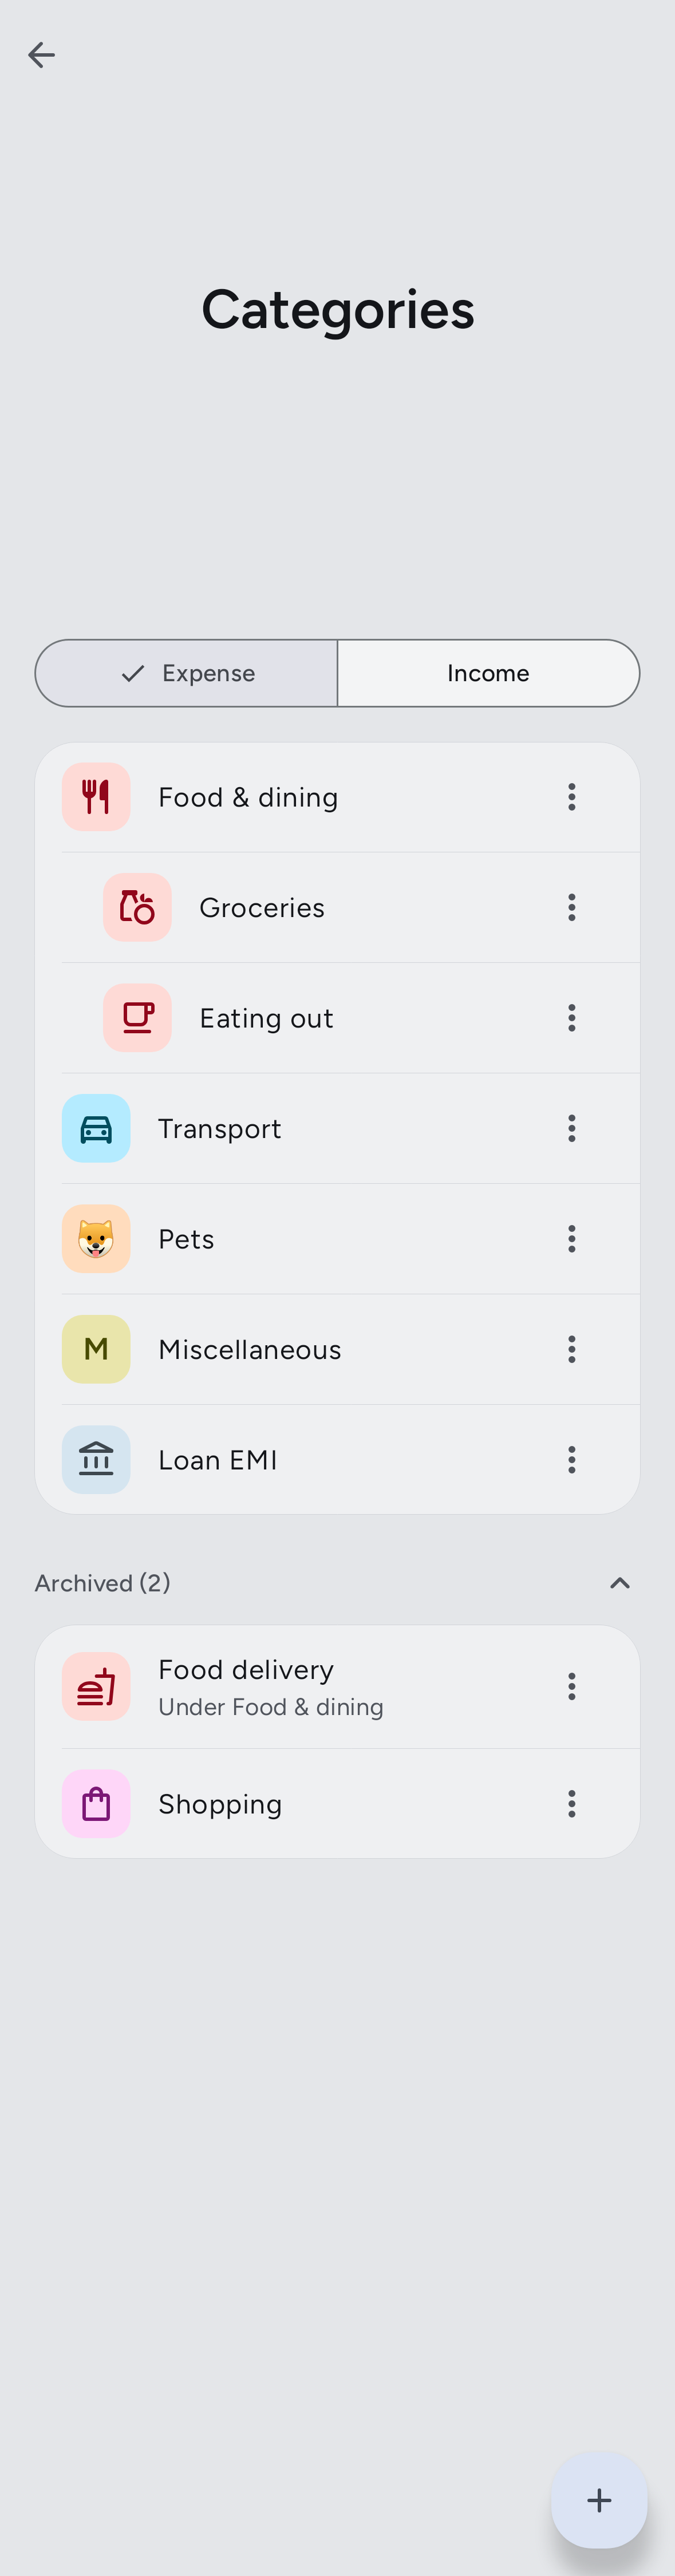 Categories
Expense
Income
Food & dining
Groceries
Eating out
Transport
Pets
M
Miscellaneous
Loan EMI
Archived (2)
Food delivery
Under Food & dining
Shopping